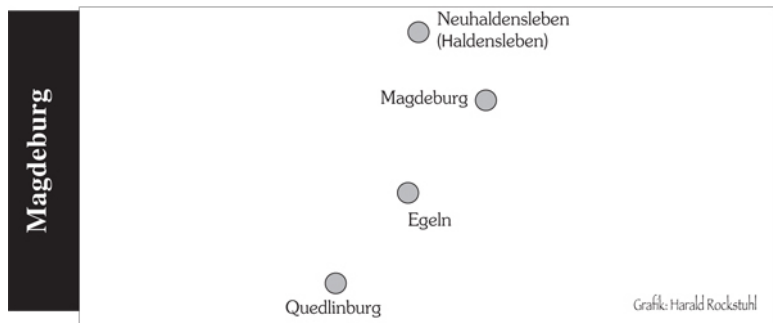 Magdeburg
Neuhaldensleben
(Haldensleben)
Magdeburg
Egeln
Quedlinburg
Grafik: Harald Rockstuhl